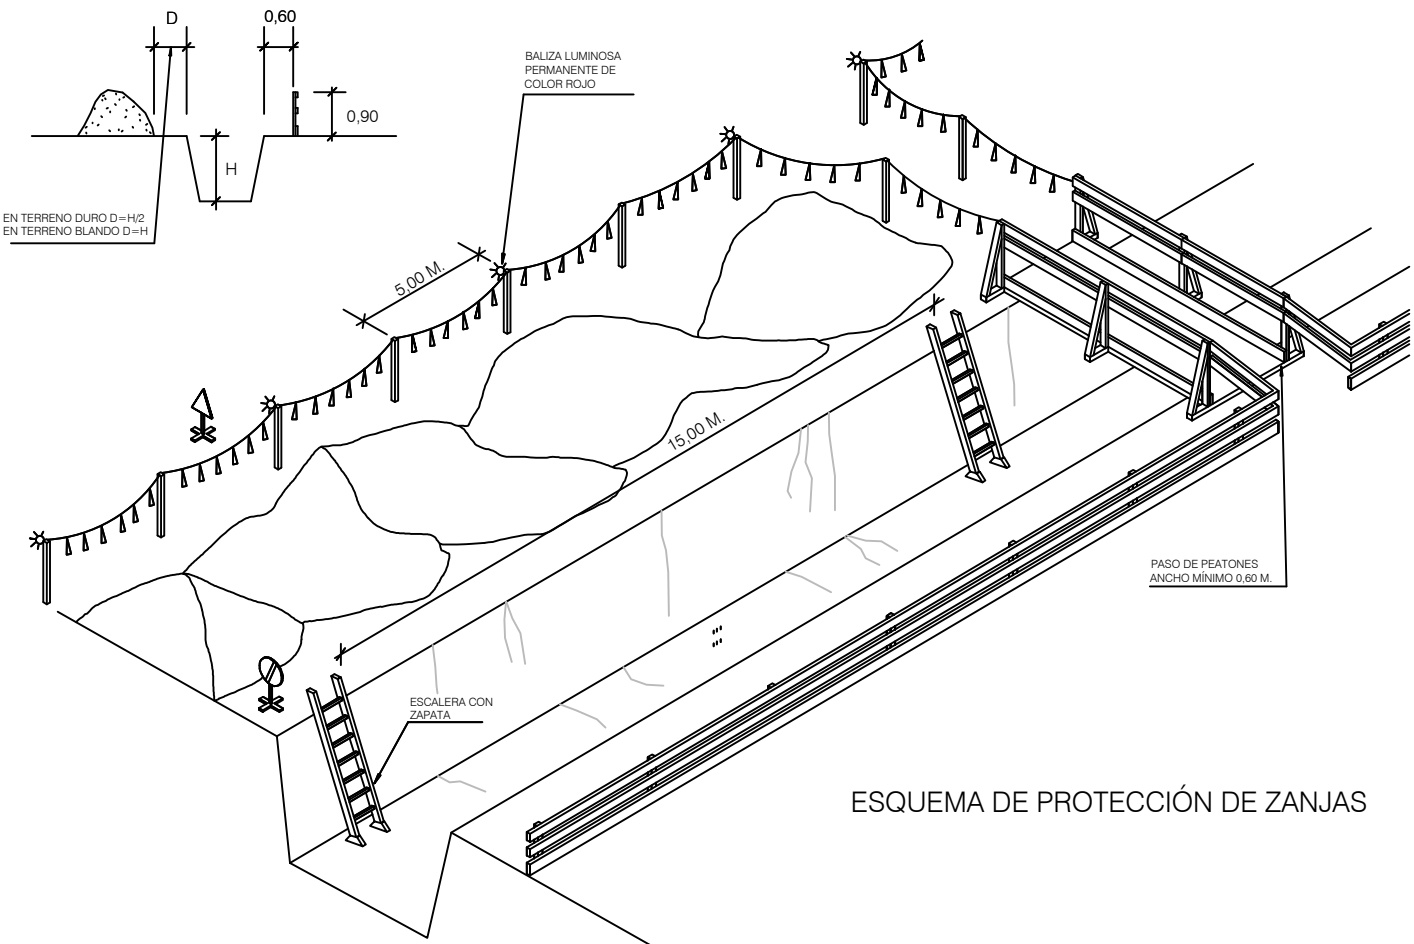 D
0,60
BALIZA LUMINOSA
PERMANENTE DE
COLOR ROJO
0,90
H
EN TERRENO DURO D=H/2
EN TERRENO BLANDO D=H
5,00 M.
15,00 M.
PASO DE PEATONES
ANCHO MÍNIMO 0,60 M.
ESCALERA CON
ZAPATA
ESQUEMA DE PROTECCIÓN DE ZANJAS